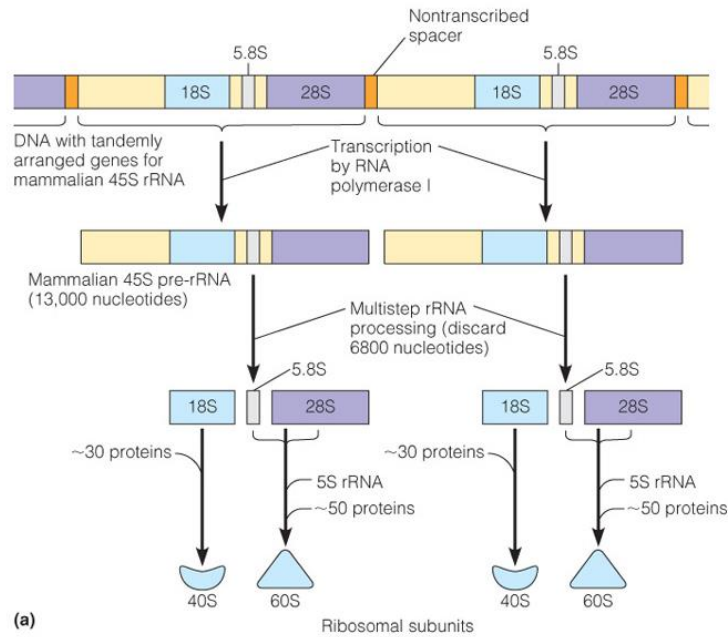 Nontranscribed
spacer
5.8S
5.8S
18S
28S
18S
28S
DNA with tandemly
arranged genes for
mammalian 45S rRNA
Transcription
by RNA
polymerase I
Mammalian 45S pre-rRNA
(13,000 nucleotides)
Multistep rRNA
processing (discard
6800 nucleotides)
5.8S
5.8S
18S
28S
18S
28S
~30 proteins
~30 proteins
5S rRNA
5S rRNA
~50 proteins
~50 proteins
40S
60S
40S
60S
(a)
Ribosomal subunits